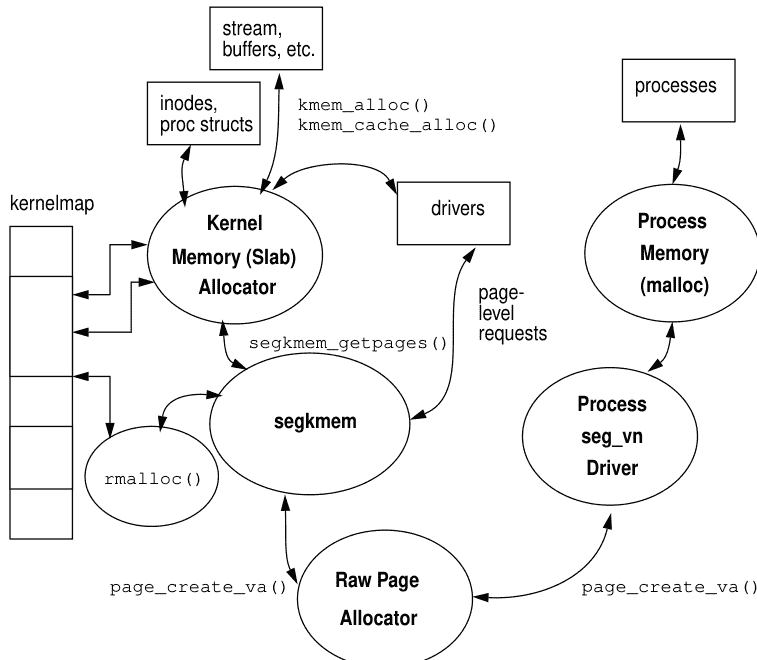 stream,
buffers, etc.
inodes,
proc structs
kmem_alloc()
kmem_cache_alloc()
processes
kernelmap
Kernel
Memory (Slab)
Allocator
drivers
Process
Memory
(malloc)
page-
level
requests
segkmem_getpages()
segkmem
Process
seg_vn
Driver
rmalloc()
page_create_va()
Raw Page
Allocator
page_create_va()